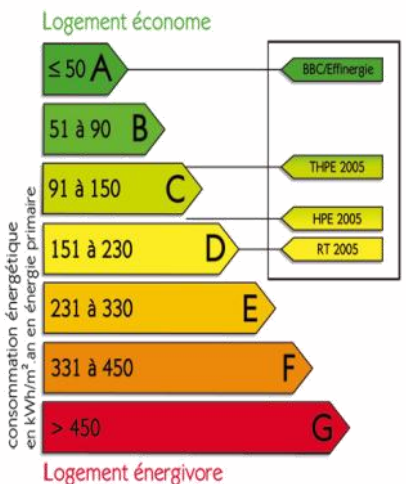 Logement économe
≤ 50 A
BBC/Effinergie
51 à 90 B
THPE 2005
91 à 150 C
HPE 2005
151 à 230 D
RT 2005
231 à 330 E
331 à 450 F
> 450 G
Logement énergivore
consommation énergétique
en kWh/m².an en énergie primaire